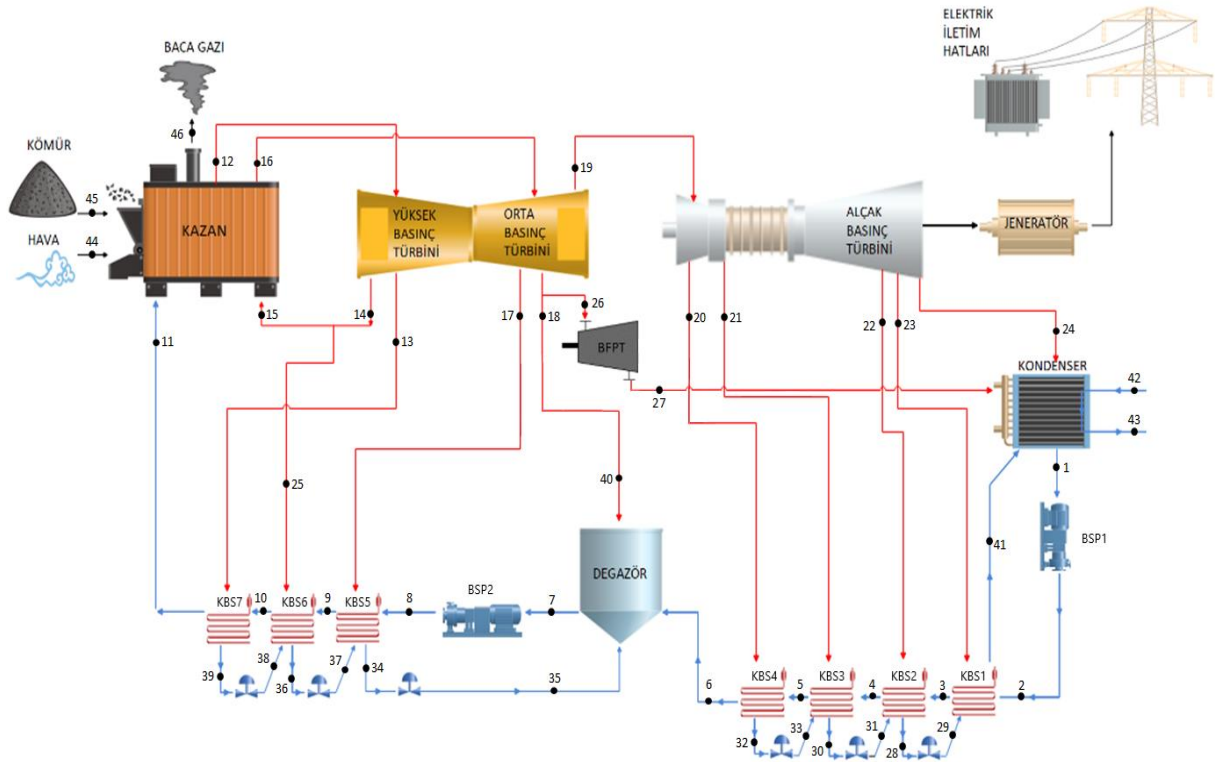 ELEKTRİK
İLETİM
HATLARI
BACA GAZI
46
12
16
19
KÖMÜR
45
HAVA
44
KAZAN
YÜKSEK
BASINÇ
TÜRBİNİ
ORTA
BASINÇ
TÜRBİNİ
ALÇAK
BASINÇ
TÜRBİNİ
JENERATÖR
11
15
14
13
17
18
26
BFPT
27
20
21
22
23
24
KONDENSER
42
43
1
BSP1
25
40
41
DEGAZÖR
KBS7
10
KBS6
9
KBS5
8
BSP2
7
39
38
36
37
34
35
6
KBS4
5
KBS3
4
KBS2
3
KBS1
2
32
33
30
31
28
29